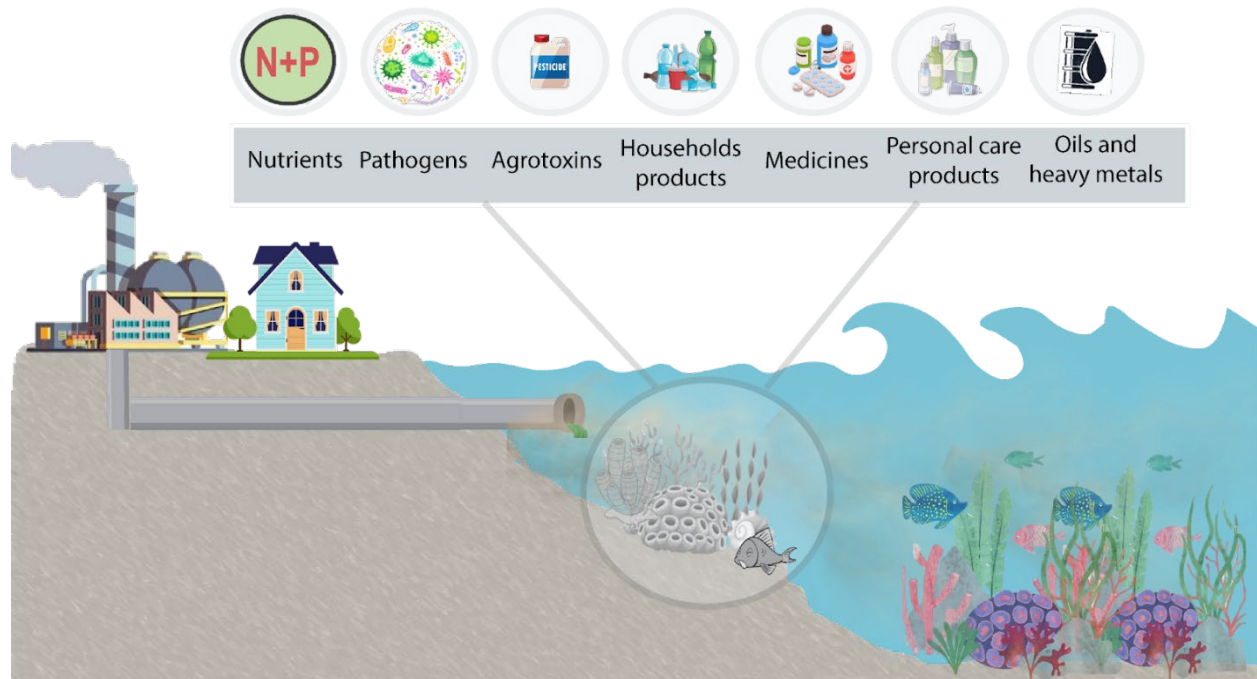 N+P
PESTICIDE
Nutrients
Pathogens
Agrotoxins
Households
products
Medicines
Personal care
products
Oils and
heavy metals